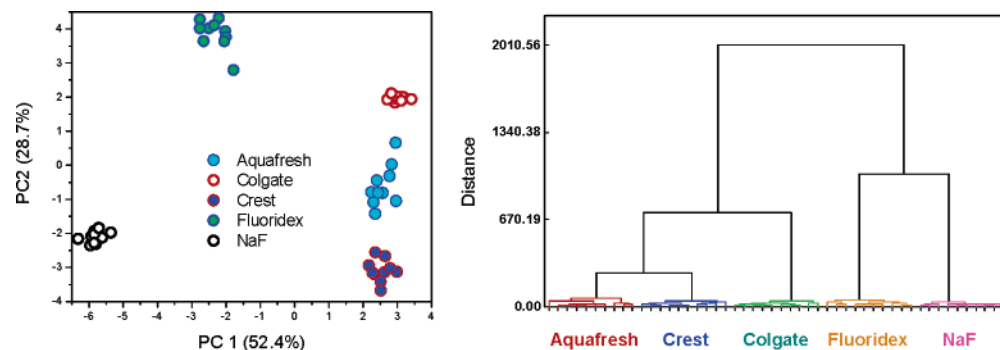 4
3
2
1
0
-1
-2
-3
-4
PC2 (28.7%)
Aquafresh
Colgate
Crest
Fluoridex
NaF
-6 -5 -4 -3 -2 -1 0 1 2 3 4
PC 1 (52.4%)
2010.56
1340.38
670.19
0.00
Distance
Aquafresh Crest Colgate Fluoridex NaF